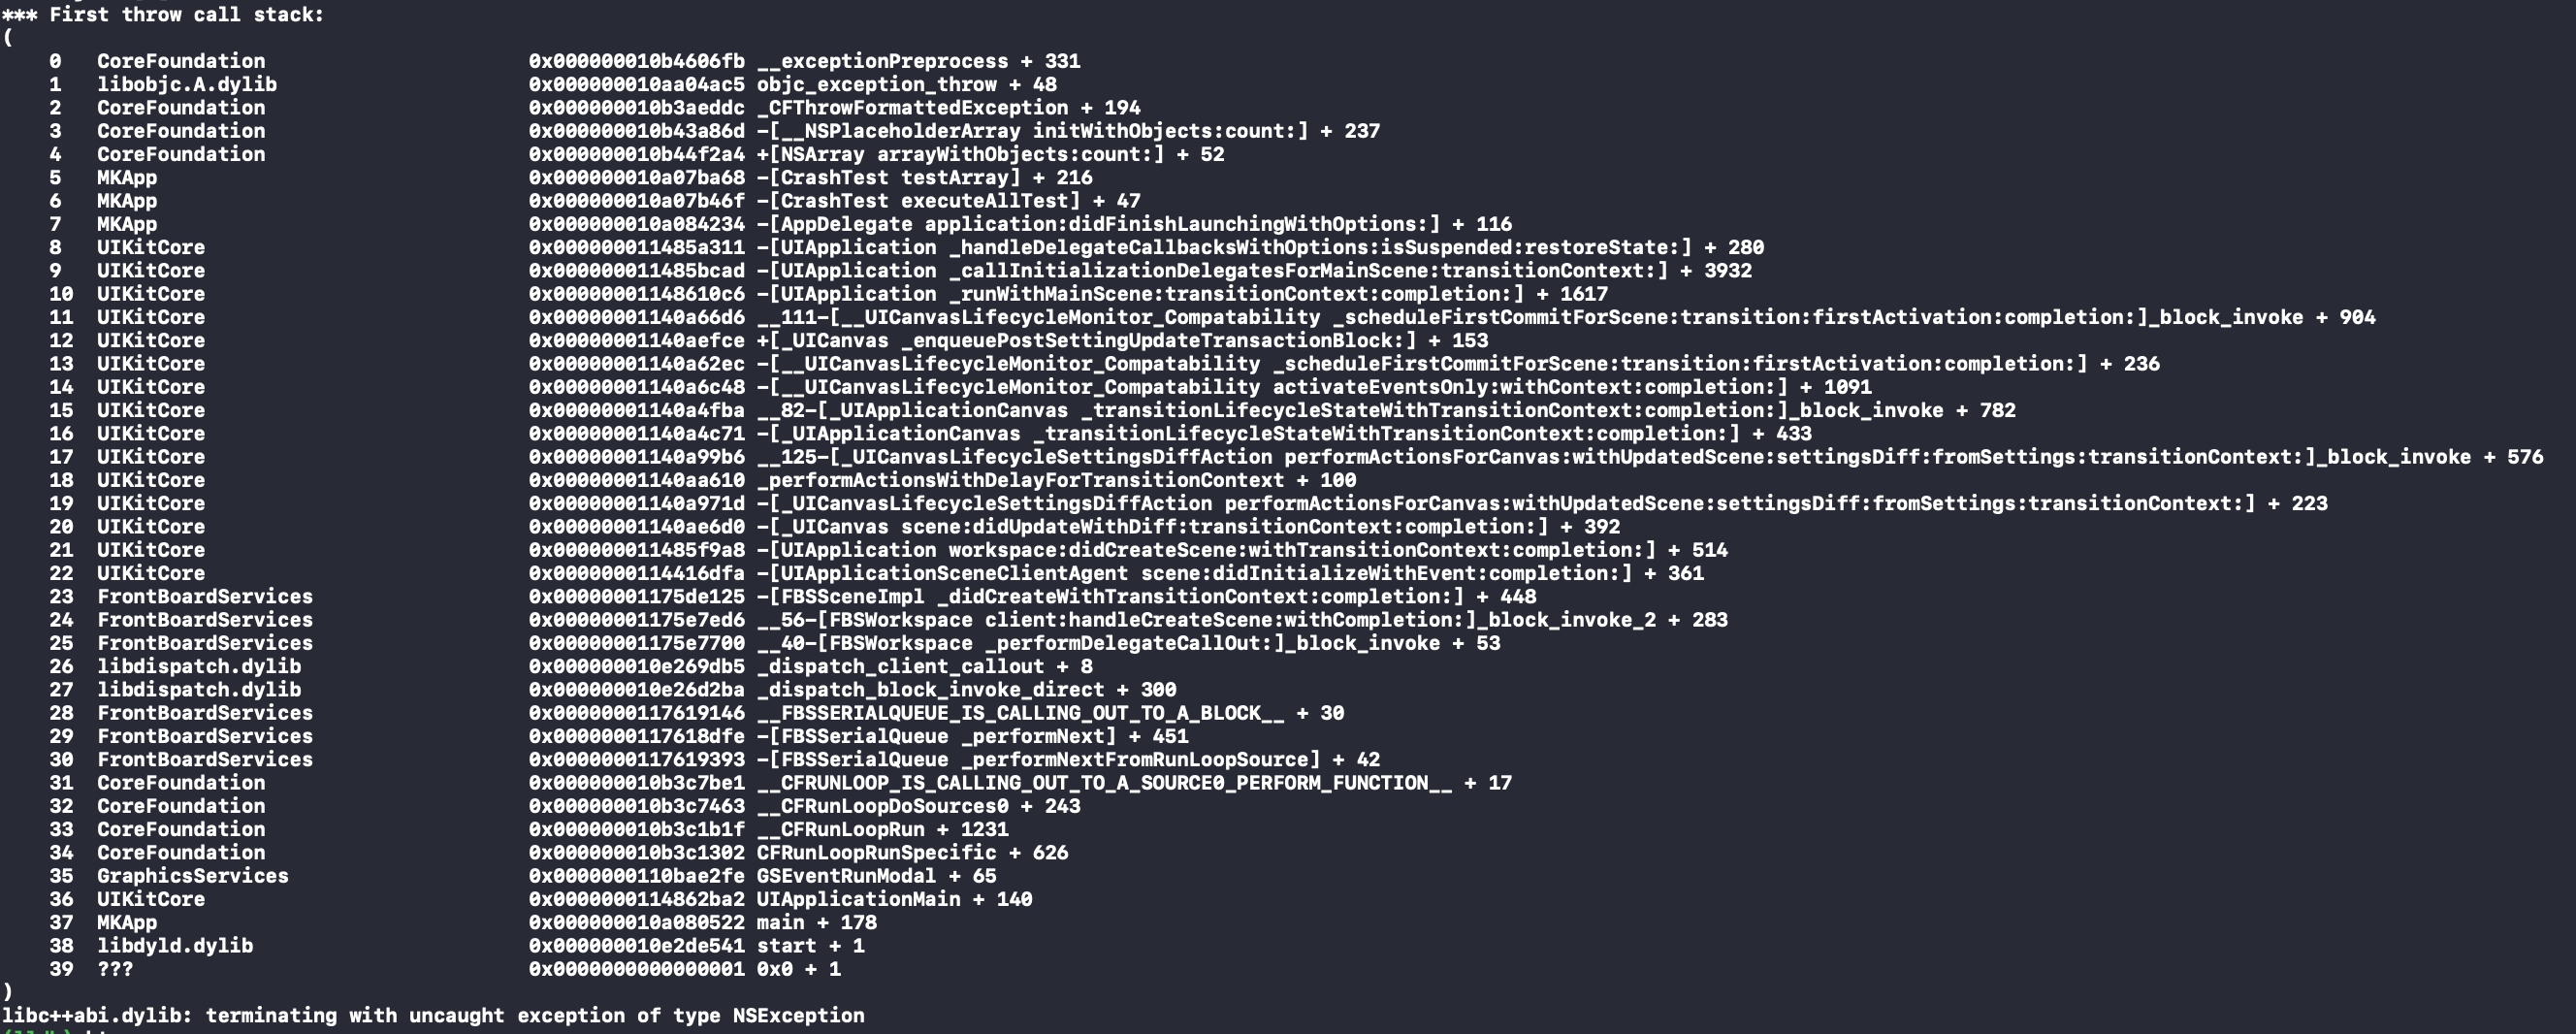 *** First throw call stack:
(
0 CoreFoundation 0x000000010b4606fb __exceptionPreprocess + 331
1 libobjc.A.dylib 0x000000010aa04ac5 objc_exception_throw + 48
2 CoreFoundation 0x000000010b3aeddc _CFThrowFormattedException + 194
3 CoreFoundation 0x000000010b43a86d -[__NSPlaceholderArray initWithObjects:count:] + 237
4 CoreFoundation 0x000000010b44f2a4 +[NSArray arrayWithObjects:count:] + 52
5 MKApp 0x000000010a07ba68 -[CrashTest testArray] + 216
6 MKApp 0x000000010a07b46f -[CrashTest executeAllTest] + 47
7 MKApp 0x000000010a084234 -[AppDelegate application:didFinishLaunchingWithOptions:] + 116
8 UIKitCore 0x000000011485a311 -[UIApplication _handleDelegateCallbacksWithOptions:isSuspended:restoreState:] + 280
9 UIKitCore 0x000000011485bcad -[UIApplication _callInitializationDelegatesForMainScene:transitionContext:] + 3932
10 UIKitCore 0x00000001148610c6 -[UIApplication _runWithMainScene:transitionContext:completion:] + 1617
11 UIKitCore 0x00000001140a66d6 __111-[__UICanvasLifecycleMonitor_Compatability _scheduleFirstCommitForScene:transition:firstActivation:completion:]_block_invoke + 904
12 UIKitCore 0x00000001140aefce +[_UICanvas _enqueuePostSettingUpdateTransactionBlock:] + 153
13 UIKitCore 0x00000001140a62ec -[__UICanvasLifecycleMonitor_Compatability _scheduleFirstCommitForScene:transition:firstActivation:completion:] + 236
14 UIKitCore 0x00000001140a6c48 -[__UICanvasLifecycleMonitor_Compatability activateEventsOnly:withContext:completion:] + 1091
15 UIKitCore 0x00000001140a4fba __82-[_UIApplicationCanvas _transitionLifecycleStateWithTransitionContext:completion:]_block_invoke + 782
16 UIKitCore 0x00000001140a4c71 -[_UIApplicationCanvas _transitionLifecycleStateWithTransitionContext:completion:] + 433
17 UIKitCore 0x00000001140a99b6 __125-[_UICanvasLifecycleSettingsDiffAction performActionsForCanvas:withUpdatedScene:settingsDiff:fromSettings:transitionContext:]_block_invoke + 576
18 UIKitCore 0x00000001140aa610 _performActionsWithDelayForTransitionContext + 100
19 UIKitCore 0x00000001140a971d -[_UICanvasLifecycleSettingsDiffAction performActionsForCanvas:withUpdatedScene:settingsDiff:fromSettings:transitionContext:] + 223
20 UIKitCore 0x00000001140ae6d0 -[_UICanvas scene:didUpdateWithDiff:transitionContext:completion:] + 392
21 UIKitCore 0x000000011485f9a8 -[UIApplication workspace:didCreateScene:withTransitionContext:completion:] + 514
22 UIKitCore 0x0000000114416dfa -[UIApplicationSceneClientAgent scene:didInitializeWithEvent:completion:] + 361
23 FrontBoardServices 0x00000001175de125 -[FBSSceneImpl _didCreateWithTransitionContext:completion:] + 448
24 FrontBoardServices 0x00000001175e7ed6 __56-[FBSWorkspace client:handleCreateScene:withCompletion:]_block_invoke_2 + 283
25 FrontBoardServices 0x00000001175e7700 __40-[FBSWorkspace _performDelegateCallOut:]_block_invoke + 53
26 libdispatch.dylib 0x000000010e269db5 _dispatch_client_callout + 8
27 libdispatch.dylib 0x000000010e26d2ba _dispatch_block_invoke_direct + 300
28 FrontBoardServices 0x0000000117619146 __FBSSERIALQUEUE_IS_CALLING_OUT_TO_A_BLOCK__ + 30
29 FrontBoardServices 0x0000000117618dfe -[FBSSerialQueue _performNext] + 451
30 FrontBoardServices 0x0000000117619393 -[FBSSerialQueue _performNextFromRunLoopSource] + 42
31 CoreFoundation 0x000000010b3c7be1 __CFRUNLOOP_IS_CALLING_OUT_TO_A_SOURCE0_PERFORM_FUNCTION__ + 17
32 CoreFoundation 0x000000010b3c7463 __CFRunLoopDoSources0 + 243
33 CoreFoundation 0x000000010b3c1b1f __CFRunLoopRun + 1231
34 CoreFoundation 0x000000010b3c1302 CFRunLoopRunSpecific + 626
35 GraphicsServices 0x0000000110bae2fe GSEventRunModal + 65
36 UIKitCore 0x0000000114862ba2 UIApplicationMain + 140
37 MKApp 0x000000010a080522 main + 178
38 libdyld.dylib 0x000000010e2de541 start + 1
39 ??? 0x0000000000000001 0x0 + 1
)
libc++abi.dylib: terminating with uncaught exception of type NSException